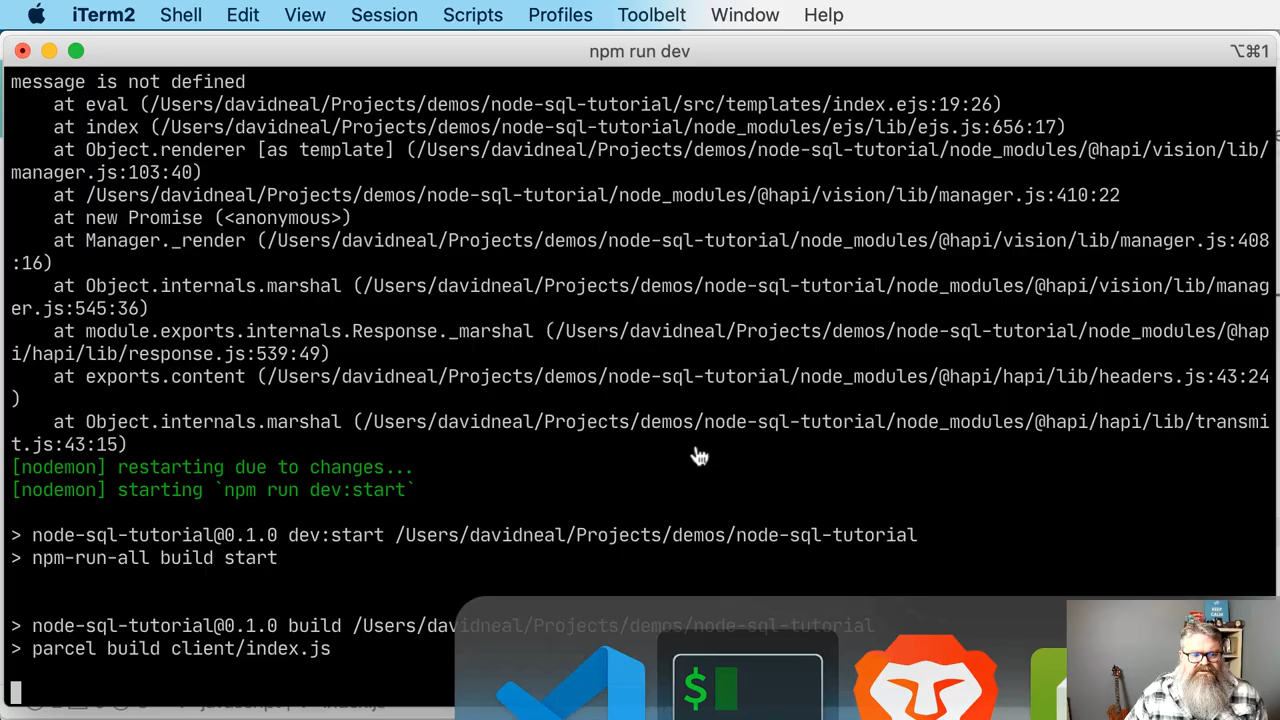 iTerm2 Shell Edit View Session Scripts Profiles Toolbelt Window Help
npm run dev ⌥⌘1
message is not defined
at eval (/Users/davidneal/Projects/demos/node-sql-tutorial/src/templates/index.ejs:19:26)
at index (/Users/davidneal/Projects/demos/node-sql-tutorial/node_modules/ejs/lib/ejs.js:656:17)
at Object.renderer [as template] (/Users/davidneal/Projects/demos/node-sql-tutorial/node_modules/@hapi/vision/lib/
manager.js:103:40)
at /Users/davidneal/Projects/demos/node-sql-tutorial/node_modules/@hapi/vision/lib/manager.js:410:22
at new Promise (<anonymous>)
at Manager._render (/Users/davidneal/Projects/demos/node-sql-tutorial/node_modules/@hapi/vision/lib/manager.js:408
:16)
at Object.internals.marshal (/Users/davidneal/Projects/demos/node-sql-tutorial/node_modules/@hapi/vision/lib/manag
er.js:545:36)
at module.exports.internals.Response._marshal (/Users/davidneal/Projects/demos/node-sql-tutorial/node_modules/@hap
i/hapi/lib/response.js:539:49)
at exports.content (/Users/davidneal/Projects/demos/node-sql-tutorial/node_modules/@hapi/hapi/lib/headers.js:43:24
)
at Object.internals.marshal (/Users/davidneal/Projects/demos/node-sql-tutorial/node_modules/@hapi/hapi/lib/transmi
t.js:43:15)
[nodemon] restarting due to changes...
[nodemon] starting `npm run dev:start`
> node-sql-tutorial@0.1.0 dev:start /Users/davidneal/Projects/demos/node-sql-tutorial
> npm-run-all build start
> node-sql-tutorial@0.1.0 build /Users/davidneal/Projects/demos/node-sql-tutorial
> parcel build client/index.js
$
KEEP CALM